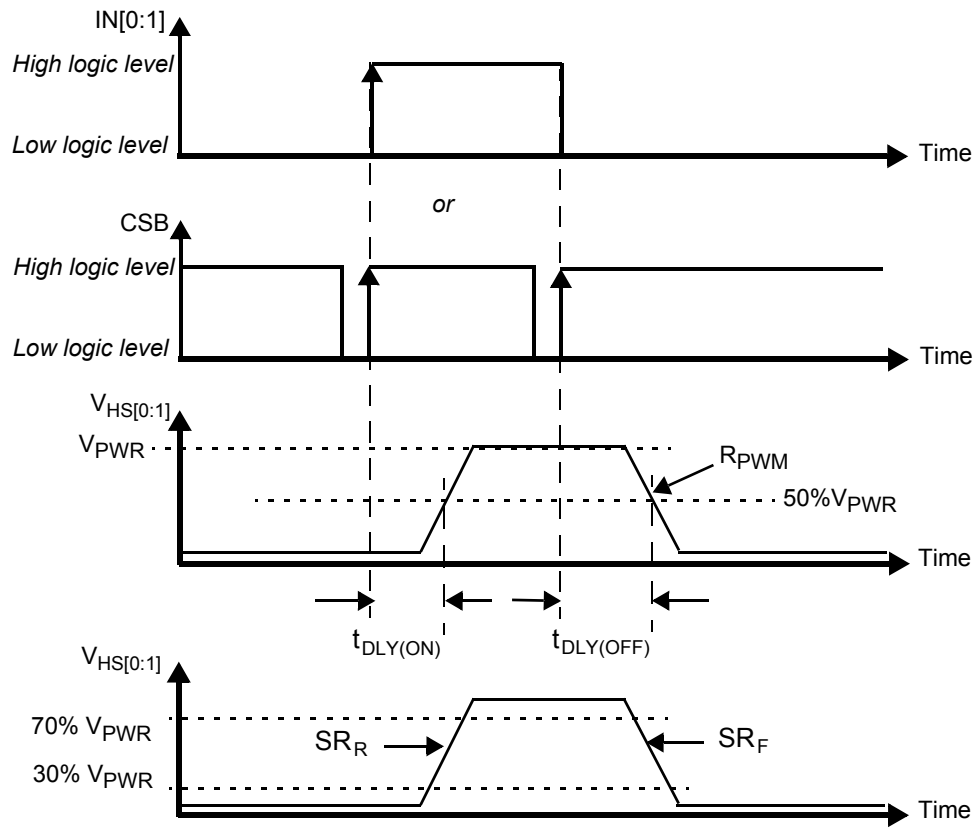 IN[0:1]
High logic level
Low logic level
Time
or
CSB
High logic level
Low logic level
Time
VHS[0:1]
VPWR
RPWM
50%VPWR
Time
tDLY(ON)
tDLY(OFF)
VHS[0:1]
70% VPWR
SRR
SRF
30% VPWR
Time